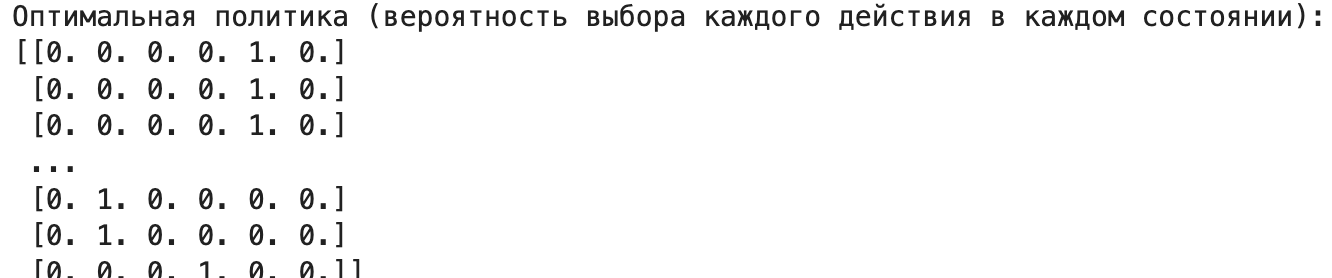 Оптимальная политика (вероятность выбора каждого действия в каждом состоянии):
[[0. 0. 0. 0. 1. 0.]
[0. 0. 0. 0. 1. 0.]
[0. 0. 0. 0. 1. 0.]
...
[0. 1. 0. 0. 0. 0.]
[0. 1. 0. 0. 0. 0.]
[0. 0. 0. 1. 0. 0.]]